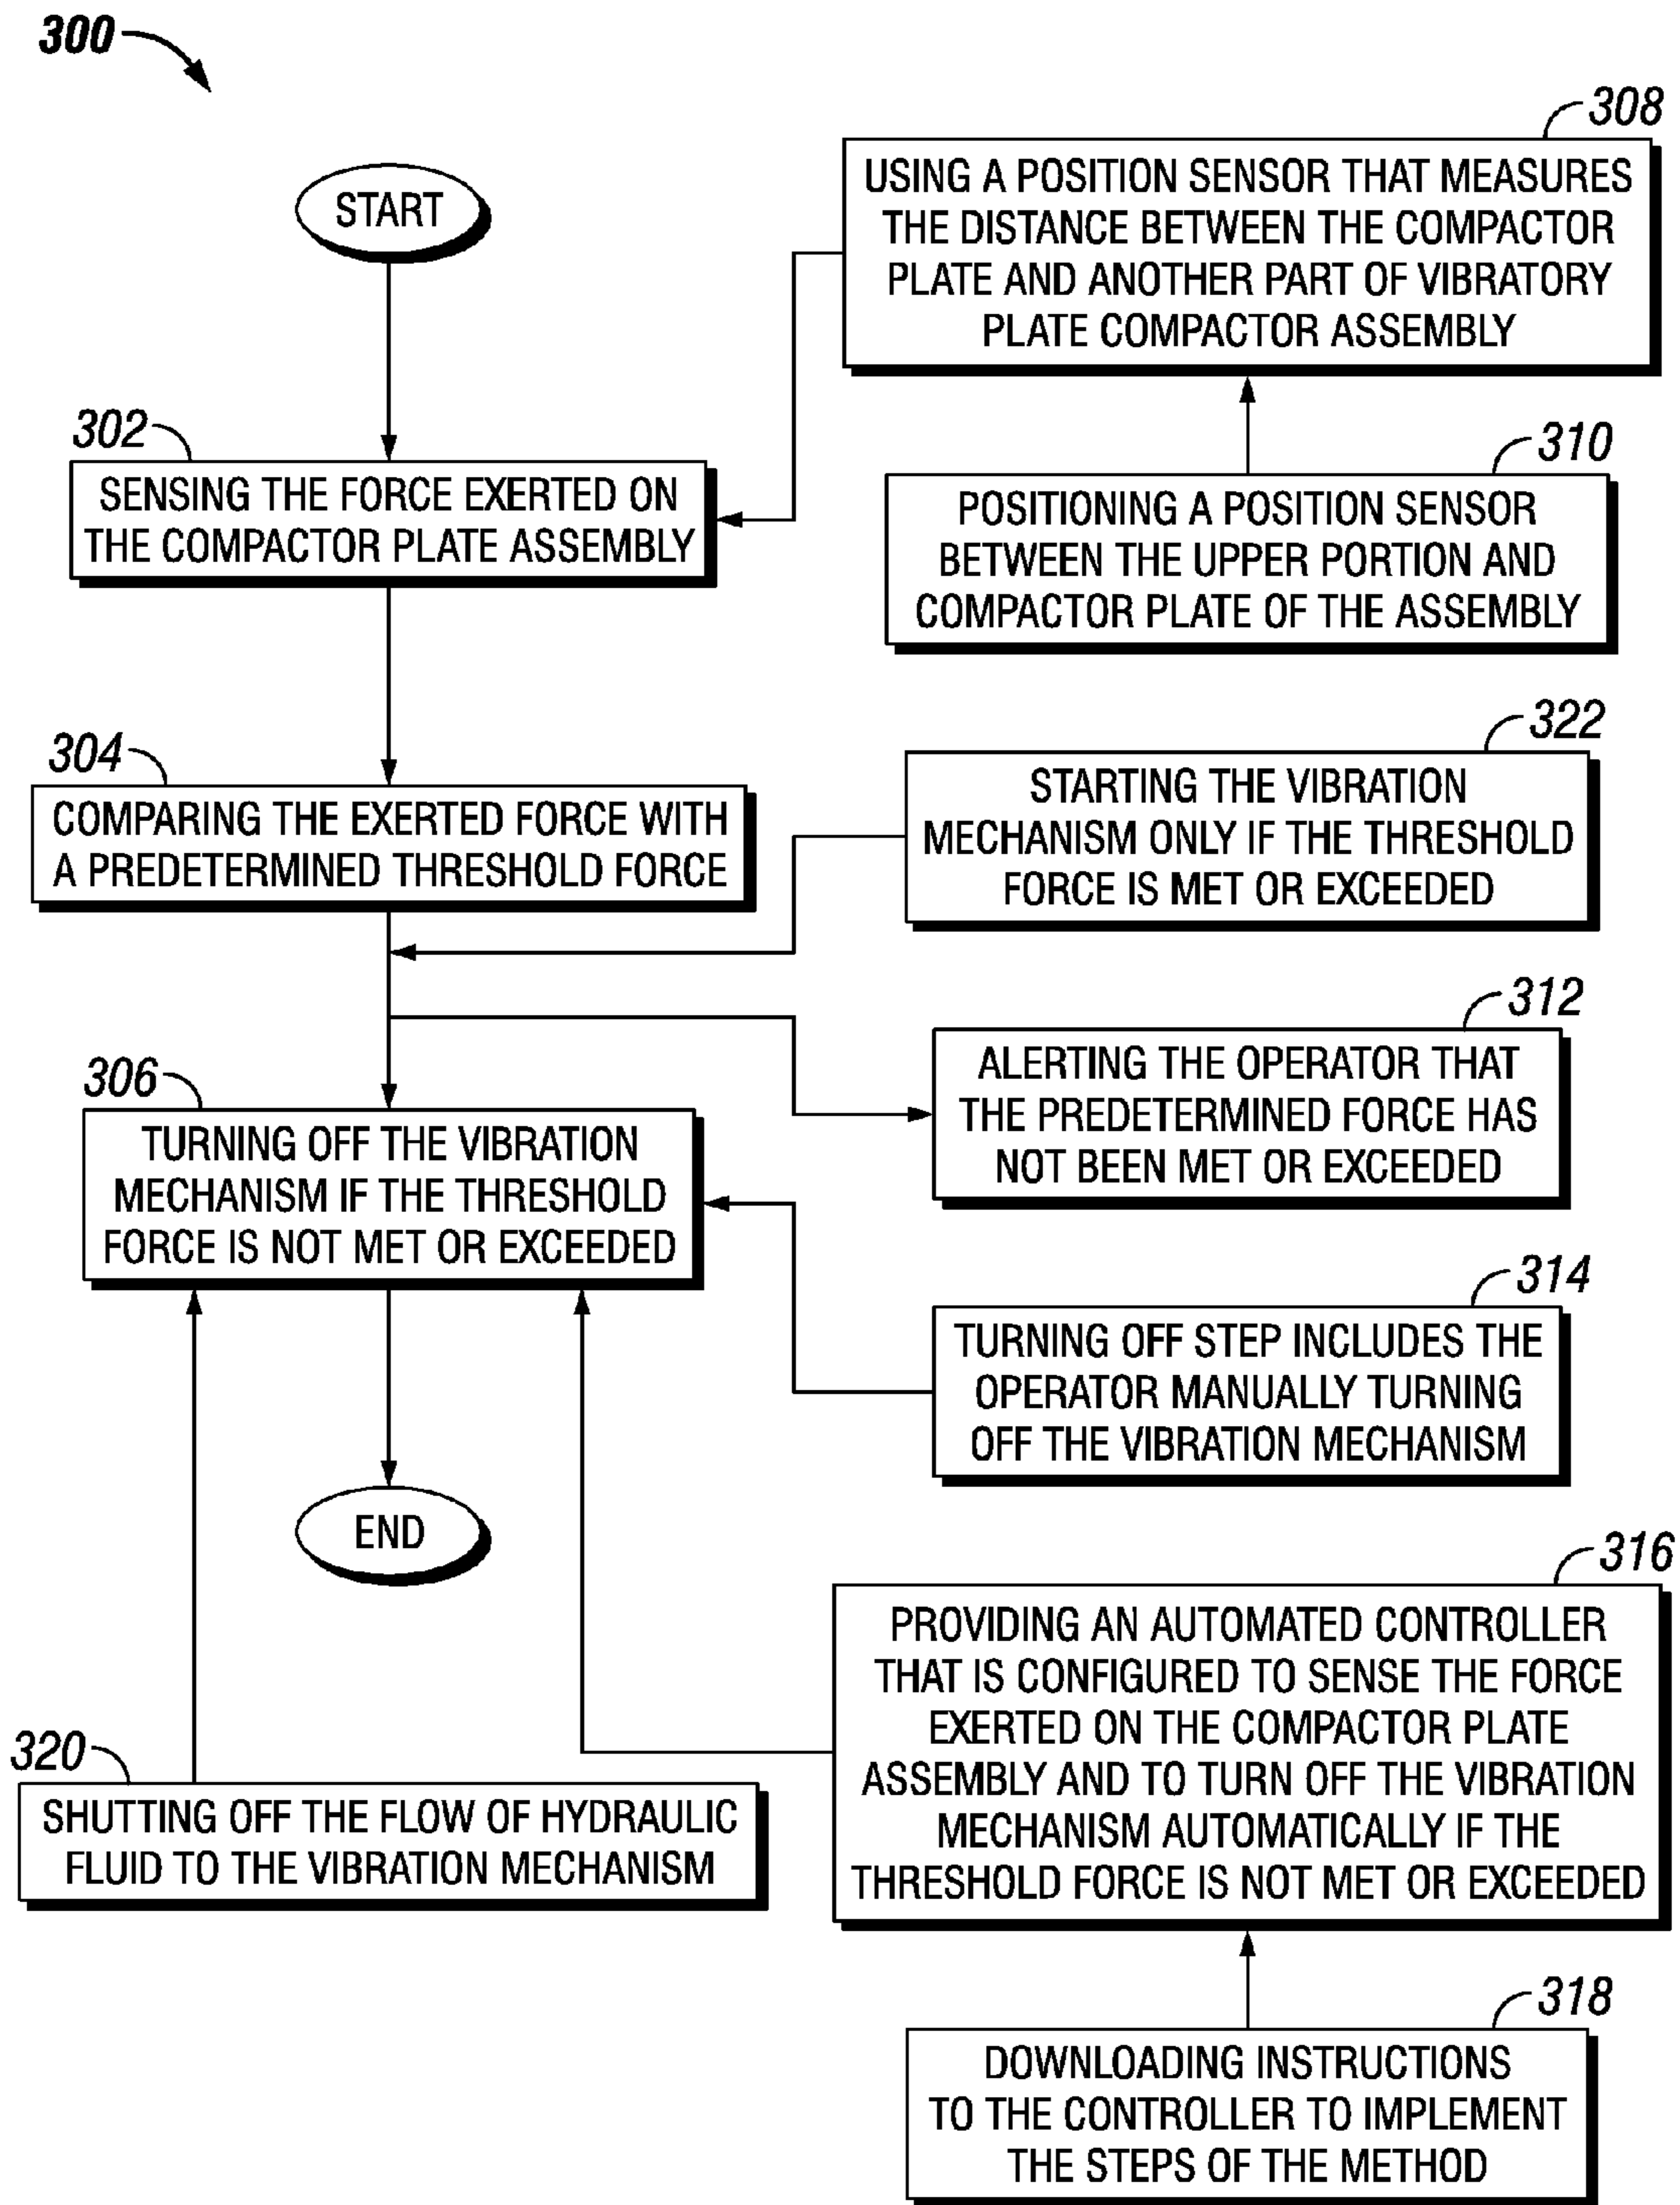 300
START
308
USING A POSITION SENSOR THAT MEASURES
THE DISTANCE BETWEEN THE COMPACTOR
PLATE AND ANOTHER PART OF VIBRATORY
PLATE COMPACTOR ASSEMBLY
302
SENSING THE FORCE EXERTED ON
THE COMPACTOR PLATE ASSEMBLY
310
POSITIONING A POSITION SENSOR
BETWEEN THE UPPER PORTION AND
COMPACTOR PLATE OF THE ASSEMBLY
304
COMPARING THE EXERTED FORCE WITH
A PREDETERMINED THRESHOLD FORCE
322
STARTING THE VIBRATION
MECHANISM ONLY IF THE THRESHOLD
FORCE IS MET OR EXCEEDED
312
ALERTING THE OPERATOR THAT
THE PREDETERMINED FORCE HAS
NOT BEEN MET OR EXCEEDED
306
TURNING OFF THE VIBRATION
MECHANISM IF THE THRESHOLD
FORCE IS NOT MET OR EXCEEDED
314
TURNING OFF STEP INCLUDES THE
OPERATOR MANUALLY TURNING
OFF THE VIBRATION MECHANISM
END
316
PROVIDING AN AUTOMATED CONTROLLER
THAT IS CONFIGURED TO SENSE THE FORCE
EXERTED ON THE COMPACTOR PLATE
ASSEMBLY AND TO TURN OFF THE VIBRATION
MECHANISM AUTOMATICALLY IF THE
THRESHOLD FORCE IS NOT MET OR EXCEEDED
320
SHUTTING OFF THE FLOW OF HYDRAULIC
FLUID TO THE VIBRATION MECHANISM
318
DOWNLOADING INSTRUCTIONS
TO THE CONTROLLER TO IMPLEMENT
THE STEPS OF THE METHOD